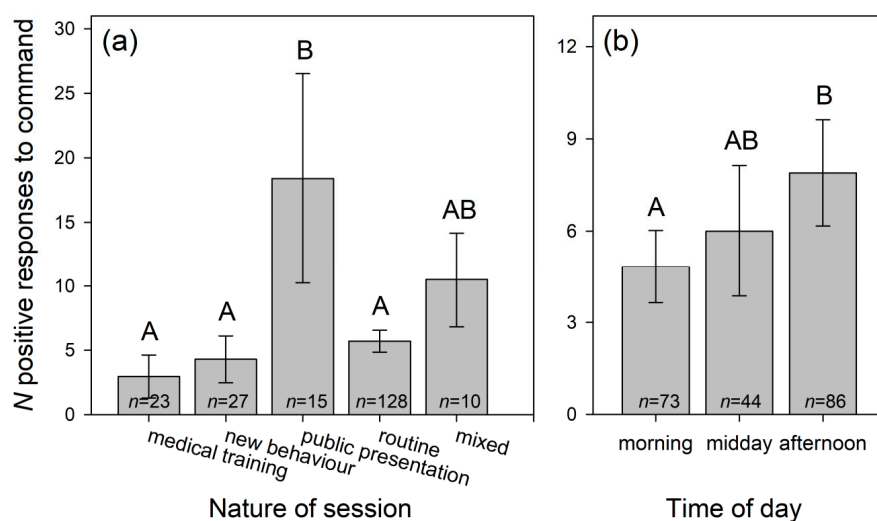 (a)
(b)
N positive responses to command
30
25
20
15
10
5
0
A
A
B
A
AB
n=23
n=27
n=15
n=128
n=10
medical training
new behaviour
public presentation
routine
mixed
Nature of session
12
9
6
3
0
A
AB
B
n=73
n=44
n=86
morning midday afternoon
Time of day